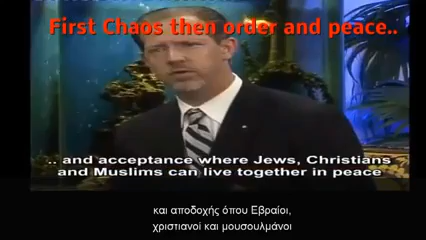 First Chaos then order and peace..
.. and acceptance where Jews, Christians
and Muslims can live together in peace
και αποδοχής όπου Εβραίοι,
χριστιανοί και μουσουλμάνοι